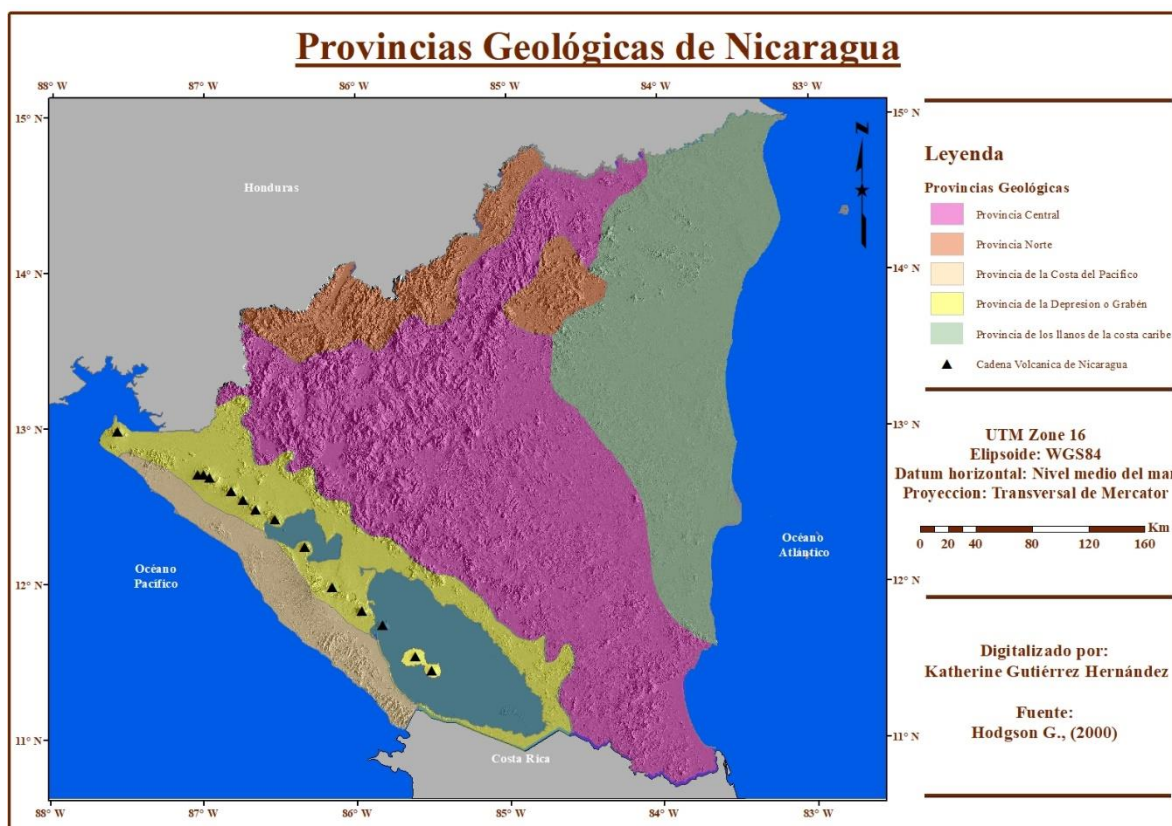 Provincias Geológicas de Nicaragua
88° W 87° W 86° W 85° W 84° W 83° W
15° N 15° N
14° N 14° N
13° N 13° N
12° N 12° N
11° N 11° N
88° W 87° W 86° W 85° W 84° W 83° W
Honduras
Océano
Pacífico
Océano
Atlántico
Costa Rica
N
Leyenda
Provincias Geológicas
Provincia Central
Provincia Norte
Provincia de la Costa del Pacifico
Provincia de la Depresion o Grabén
Provincia de los llanos de la costa caribe
Cadena Volcanica de Nicaragua
UTM Zone 16
Elipsoide: WGS84
Datum horizontal: Nivel medio del mar
Proyeccion: Transversal de Mercator
Km
0 10 20 40 80 120 160
Digitalizado por:
Katherine Gutiérrez Hernández
Fuente:
Hodgson G., (2000)